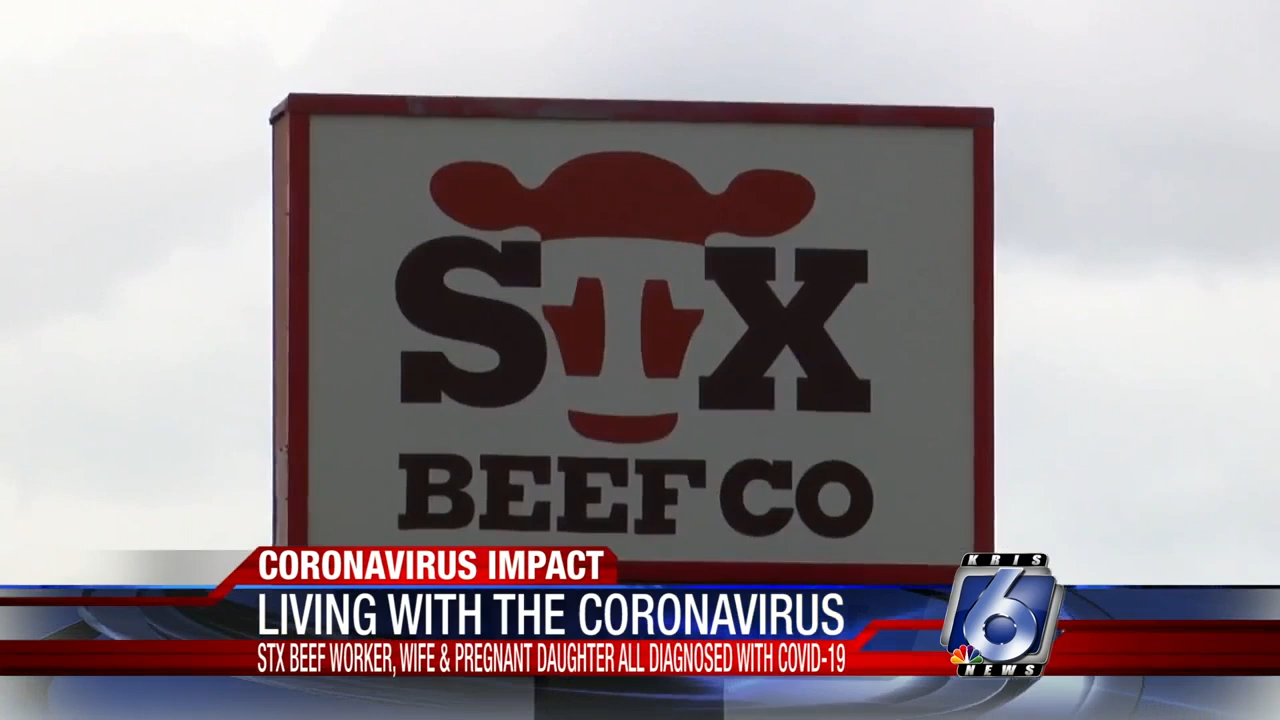 STX
BEEF CO
CORONAVIRUS IMPACT
LIVING WITH THE CORONAVIRUS
STX BEEF WORKER, WIFE & PREGNANT DAUGHTER ALL DIAGNOSED WITH COVID-19
KRIS
6
NEWS